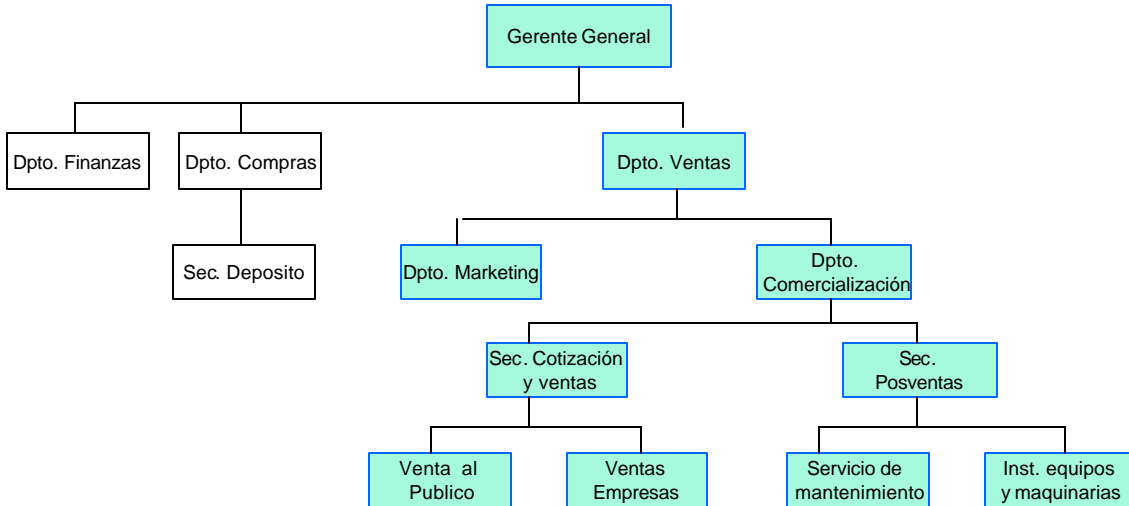 Gerente General
Dpto. Finanzas
Dpto. Compras
Dpto. Ventas
Sec. Deposito
Dpto. Marketing
Dpto.
Comercialización
Sec. Cotización
y ventas
Sec.
Posventas
Venta al
Publico
Ventas
Empresas
Servicio de
mantenimiento
Inst. equipos
y maquinarias